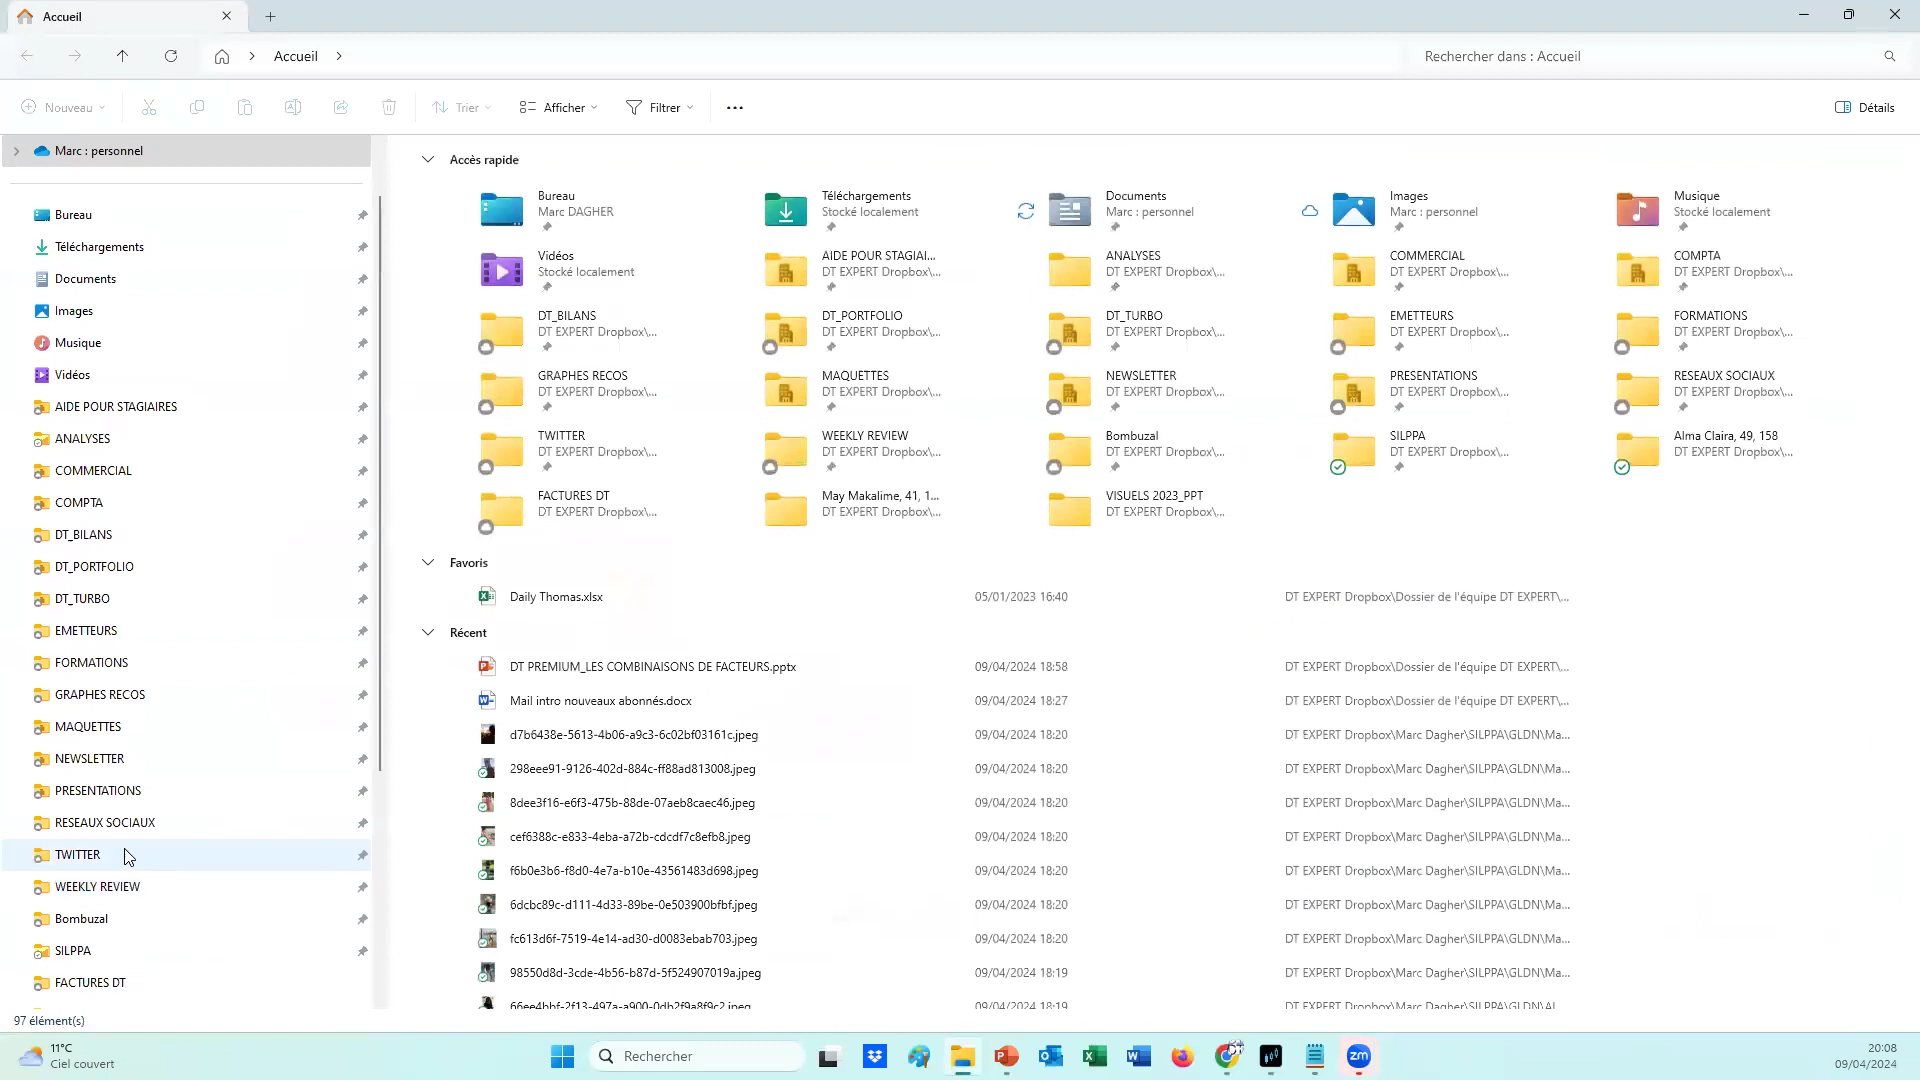 Accueil
Accueil
Rechercher dans : Accueil
Nouveau
Trier
Afficher
Filtrer
Détails
Marc : personnel
Bureau
Téléchargements
Documents
Images
Musique
Vidéos
AIDE POUR STAGIAIRES
ANALYSES
COMMERCIAL
COMPTA
DT_BILANS
DT_PORTFOLIO
DT_TURBO
EMETTEURS
FORMATIONS
GRAPHES RECOS
MAQUETTES
NEWSLETTER
PRESENTATIONS
RESEAUX SOCIAUX
TWITTER
WEEKLY REVIEW
Bombuzal
SILPPA
FACTURES DT
Accès rapide
Bureau
Marc DAGHER
Téléchargements
Stocké localement
Documents
Marc : personnel
Images
Marc : personnel
Musique
Stocké localement
Vidéos
Stocké localement
AIDE POUR STAGIAI...
DT EXPERT Dropbox\...
ANALYSES
DT EXPERT Dropbox\...
COMMERCIAL
DT EXPERT Dropbox\...
COMPTA
DT EXPERT Dropbox\...
DT_BILANS
DT EXPERT Dropbox\...
DT_PORTFOLIO
DT EXPERT Dropbox\...
DT_TURBO
DT EXPERT Dropbox\...
EMETTEURS
DT EXPERT Dropbox\...
FORMATIONS
DT EXPERT Dropbox\...
GRAPHES RECOS
DT EXPERT Dropbox\...
MAQUETTES
DT EXPERT Dropbox\...
NEWSLETTER
DT EXPERT Dropbox\...
PRESENTATIONS
DT EXPERT Dropbox\...
RESEAUX SOCIAUX
DT EXPERT Dropbox\...
TWITTER
DT EXPERT Dropbox\...
WEEKLY REVIEW
DT EXPERT Dropbox\...
Bombuzal
DT EXPERT Dropbox\...
SILPPA
DT EXPERT Dropbox\...
Alma Claira, 49, 158
DT EXPERT Dropbox\...
FACTURES DT
DT EXPERT Dropbox\...
May Makalime, 41, 1...
DT EXPERT Dropbox\...
VISUELS 2023_PPT
DT EXPERT Dropbox\...
Favoris
Daily Thomas.xlsx 05/01/2023 16:40 DT EXPERT Dropbox\Dossier de l'équipe DT EXPERT\...
Récent
DT PREMIUM_LES COMBINAISONS DE FACTEURS.pptx 09/04/2024 18:58 DT EXPERT Dropbox\Dossier de l'équipe DT EXPERT\...
Mail intro nouveaux abonnés.docx 09/04/2024 18:27 DT EXPERT Dropbox\Dossier de l'équipe DT EXPERT\...
d7b6438e-5613-4b06-a9c3-6c02bf03161c.jpeg 09/04/2024 18:20 DT EXPERT Dropbox\Marc Dagher\SILPPA\GLDN\Ma...
298eee91-9126-402d-884c-ff88ad813008.jpeg 09/04/2024 18:20 DT EXPERT Dropbox\Marc Dagher\SILPPA\GLDN\Ma...
8dee3f16-e6f3-475b-88de-07aeb8caec46.jpeg 09/04/2024 18:20 DT EXPERT Dropbox\Marc Dagher\SILPPA\GLDN\Ma...
cef6388c-e833-4eba-a72b-cdcdf7c8efb8.jpeg 09/04/2024 18:20 DT EXPERT Dropbox\Marc Dagher\SILPPA\GLDN\Ma...
f6b0e3b6-f8d0-4e7a-b10e-43561483d698.jpeg 09/04/2024 18:20 DT EXPERT Dropbox\Marc Dagher\SILPPA\GLDN\Ma...
6dcbc89c-d111-4d33-89be-0e503900bfbf.jpeg 09/04/2024 18:20 DT EXPERT Dropbox\Marc Dagher\SILPPA\GLDN\Ma...
fc613d6f-7519-4e14-ad30-d0083ebab703.jpeg 09/04/2024 18:20 DT EXPERT Dropbox\Marc Dagher\SILPPA\GLDN\Ma...
98550d8d-3cde-4b56-b87d-5f524907019a.jpeg 09/04/2024 18:19 DT EXPERT Dropbox\Marc Dagher\SILPPA\GLDN\Ma...
09/04/2024 18:19 DT EXPERT Dropbox\Marc Dagher\SILPPA\GLDN\Al...
97 élément(s)
11°C
Ciel couvert
Rechercher
zm
20:08
09/04/2024